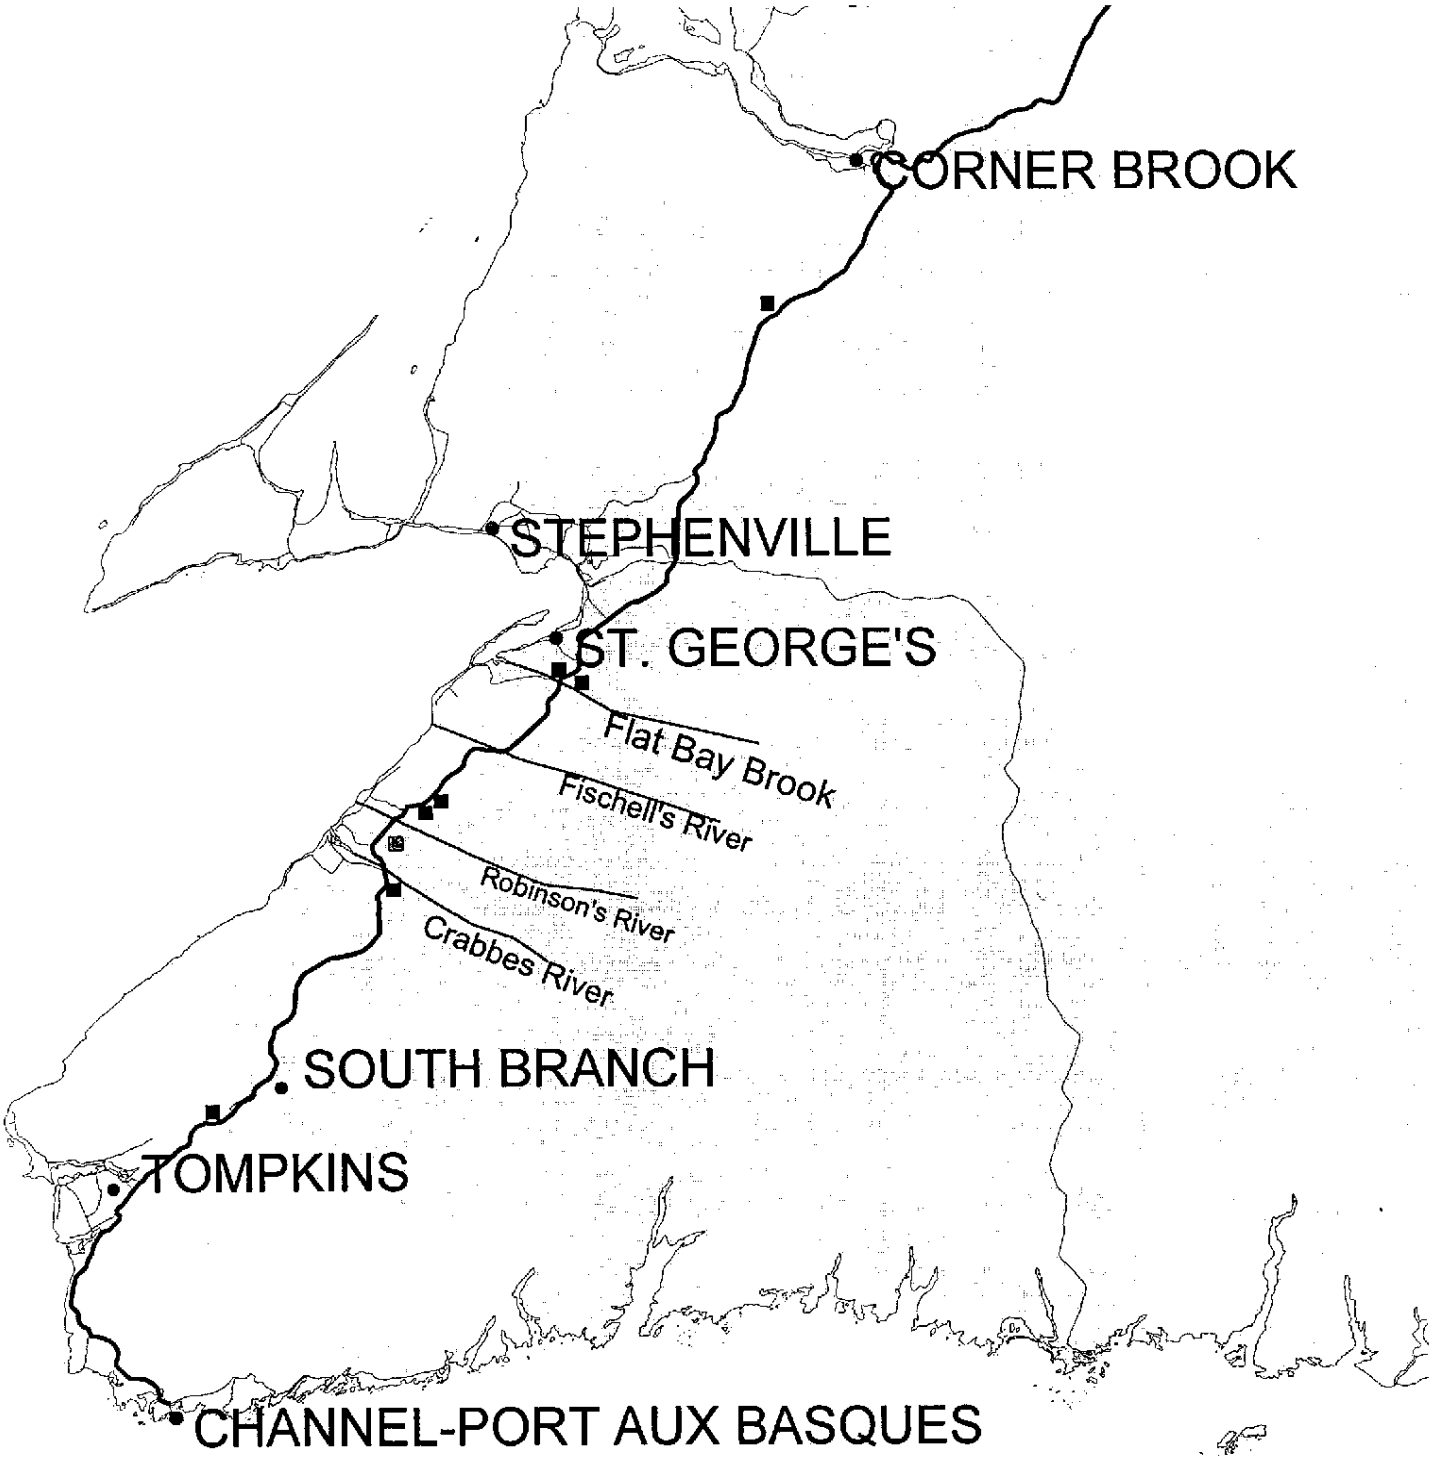 CORNER BROOK
STEPHENVILLE
ST. GEORGE'S
Flat Bay Brook
Fischell's River
Robinson's River
Crabbes River
SOUTH BRANCH
TOMPKINS
CHANNEL-PORT AUX BASQUES